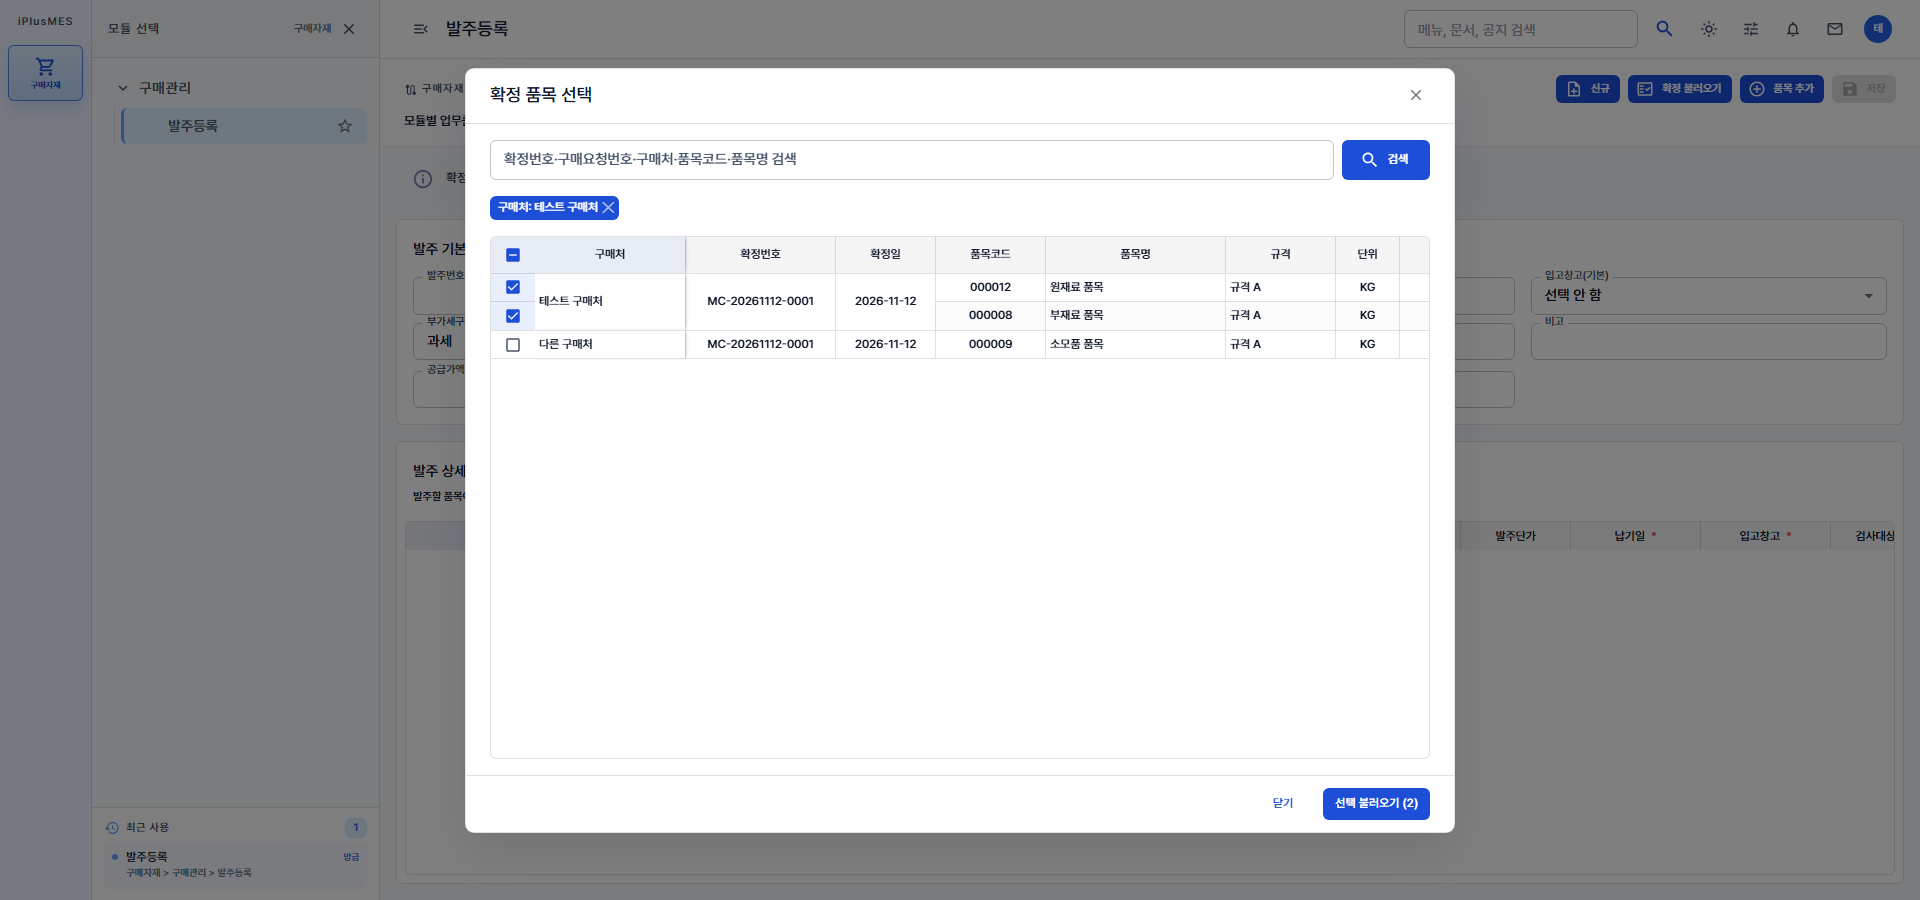 iPlusMES
구매자재
모듈 선택
구매자재
구매관리
발주등록
최근 사용
1
발주등록
방금
구매자재 > 구매관리 > 발주등록
발주등록
메뉴, 문서, 공지 검색
테
구매자재
모듈별 업무
신규
확정 불러오기
품목 추가
저장
확정
발주 기본
발주번호
입고창고(기본)
선택 안 함
부가세구
과세
비고
공급가액
발주 상세
발주할 품목
발주단가
납기일 *
입고창고 *
검사대상
확정 품목 선택
확정번호·구매요청번호·구매처·품목코드·품목명 검색
검색
구매처: 테스트 구매처
구매처 확정번호 확정일 품목코드 품목명 규격 단위
테스트 구매처 MC-20261112-0001 2026-11-12 000012 원재료 품목 규격 A KG
000008 부재료 품목 규격 A KG
다른 구매처 MC-20261112-0001 2026-11-12 000009 소모품 품목 규격 A KG
닫기
선택 불러오기 (2)